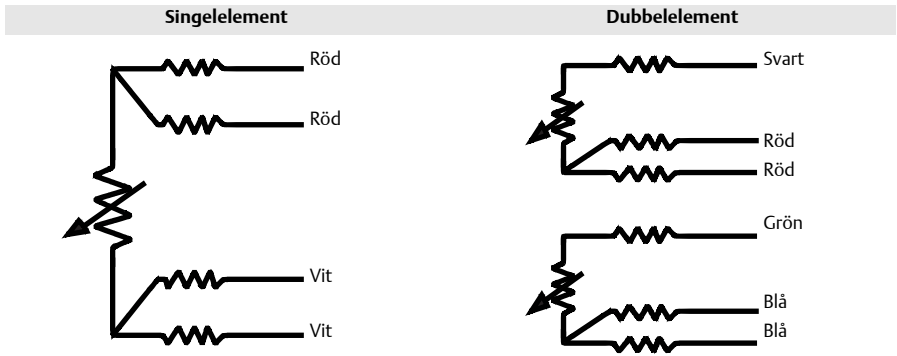 Singelelement
Röd
Röd
Vit
Vit
Dubbelelement
Svart
Röd
Röd
Grön
Blå
Blå